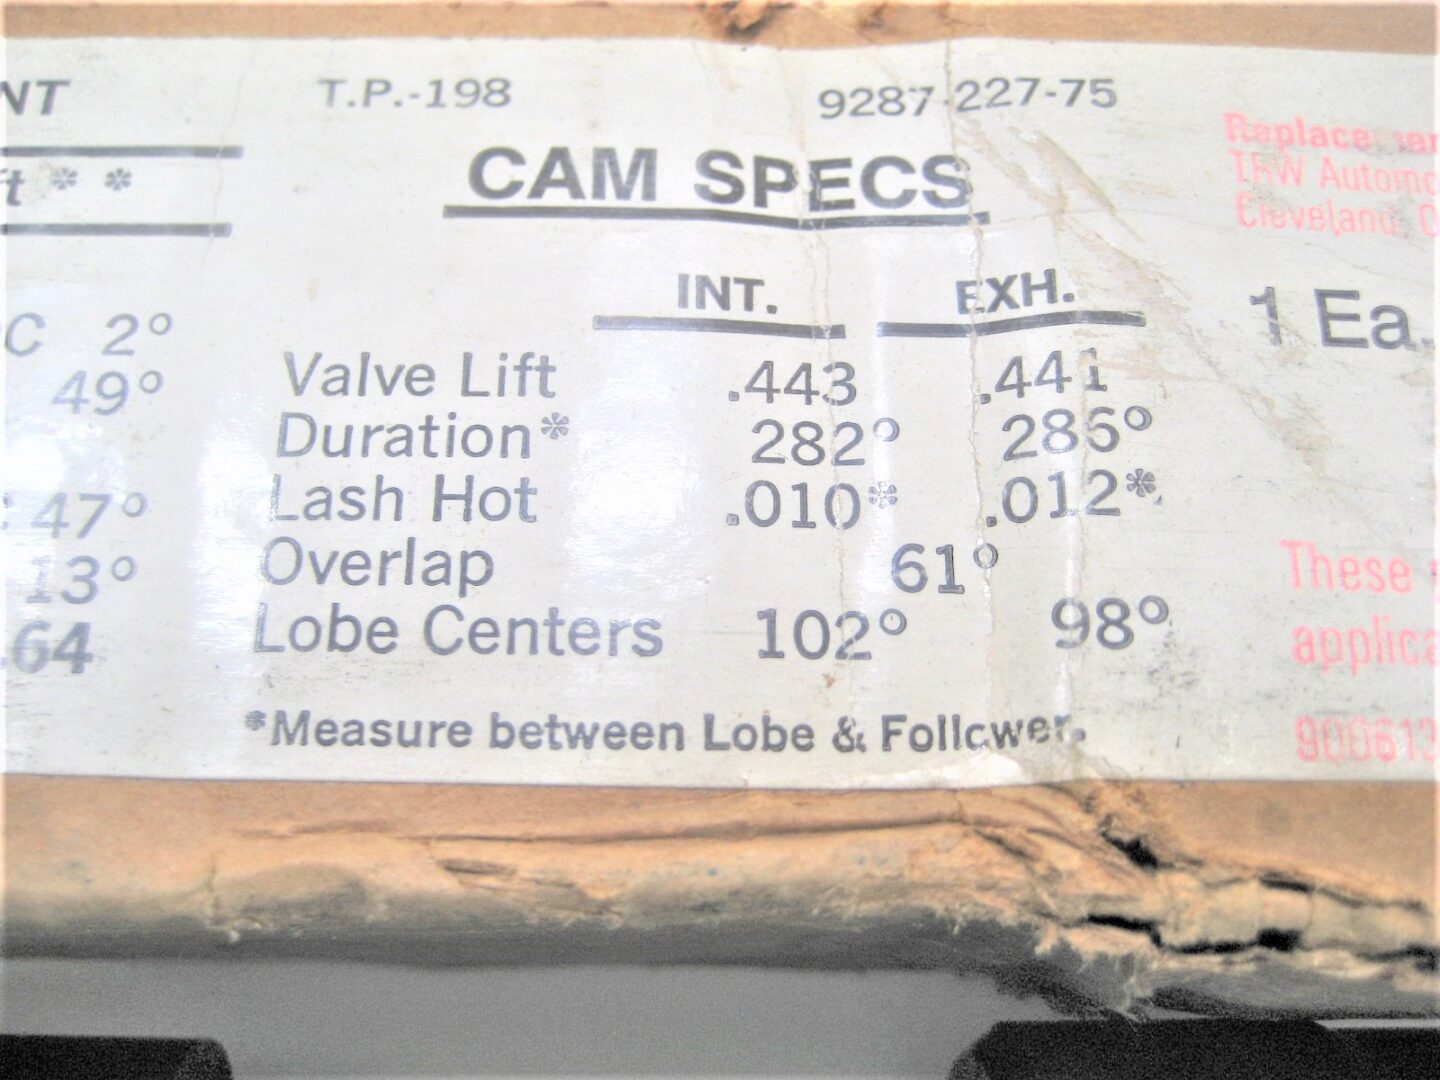 NT T.P.-198 9287-227-75
CAM SPECS
t * *
INT. EXH.
C 2°
49°
47°
13°
.64
Valve Lift .443 .441
Duration* 282° 286°
Lash Hot .010* .012*
Overlap 61°
Lobe Centers 102° 98°
*Measure between Lobe & Follower.
Replacemen
TRW Automo
Cleveland, O
1 Ea.
These
applica
900613